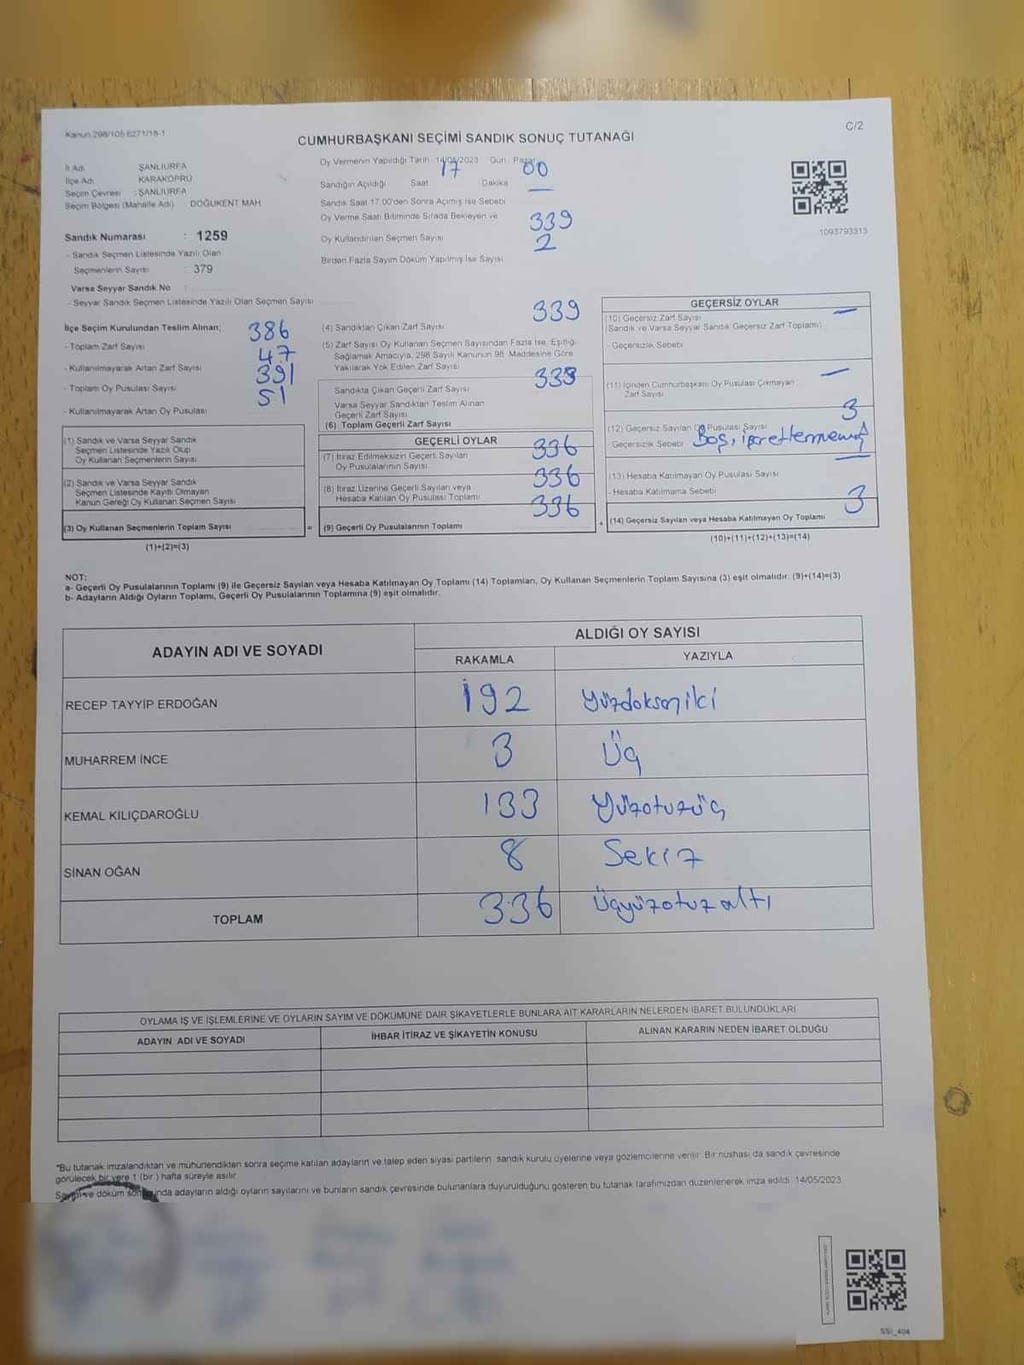 Kanun 298/105 6271/18-1
C/2
CUMHURBAŞKANI SEÇİMİ SANDIK SONUÇ TUTANAĞI
İl Adı : ŞANLIURFA
İlçe Adı : KARAKÖPRÜ
Seçim Çevresi : ŞANLIURFA
Seçim Bölgesi (Mahalle Adı) : DOĞUKENT MAH
Sandık Numarası : 1259
- Sandık Seçmen Listesinde Yazılı Olan
Seçmenlerin Sayısı : 379
Varsa Seyyar Sandık No :
- Seyyar Sandık Seçmen Listesinde Yazılı Olan Seçmen Sayısı
Oy Vermenin Yapıldığı Tarih 14/05/2023 Gün: Pazar
Sandığın Açıldığı Saat 17 Dakika 00
Sandık Saat 17:00'den Sonra Açılmış İse Sebebi —
Oy Verme Saati Bitiminde Sırada Bekleyen ve
Oy Kullandırılan Seçmen Sayısı 339
Birden Fazla Sayım Döküm Yapılmış İse Sayısı 2
1093793313
İlçe Seçim Kurulundan Teslim Alınan;
- Toplam Zarf Sayısı 386
- Kullanılmayarak Artan Zarf Sayısı 47
- Toplam Oy Pusulası Sayısı 391
- Kullanılmayarak Artan Oy Pusulası 51
(1) Sandık ve Varsa Seyyar Sandık
Seçmen Listesinde Yazılı Olup
Oy Kullanan Seçmenlerin Sayısı
(2) Sandık ve Varsa Seyyar Sandık
Seçmen Listesinde Kayıtlı Olmayan
Kanun Gereği Oy Kullanan Seçmen Sayısı
(3) Oy Kullanan Seçmenlerin Toplam Sayısı
(1)+(2)=(3)
(4) Sandıktan Çıkan Zarf Sayısı 339
(5) Zarf Sayısı Oy Kullanan Seçmen Sayısından Fazla İse, Eşitliği
Sağlamak Amacıyla, 298 Sayılı Kanunun 98. Maddesine Göre
Yakılarak Yok Edilen Zarf Sayısı
Sandıkta Çıkan Geçerli Zarf Sayısı 339
Varsa Seyyar Sandıktan Teslim Alınan
Geçerli Zarf Sayısı
(6) Toplam Geçerli Zarf Sayısı
GEÇERLİ OYLAR
(7) İtiraz Edilmeksizin Geçerli Sayılan
Oy Pusulalarının Sayısı 336
(8) İtiraz Üzerine Geçerli Sayılan veya
Hesaba Katılan Oy Pusulası Toplamı 336
= (9) Geçerli Oy Pusulalarının Toplamı 336
GEÇERSİZ OYLAR
(10) Geçersiz Zarf Sayısı —
(Sandık ve Varsa Seyyar Sandık Geçersiz Zarf Toplamı)
- Geçersizlik Sebebi
(11) İçinden Cumhurbaşkanı Oy Pusulası Çıkmayan —
Zarf Sayısı
(12) Geçersiz Sayılan Oy Pusulası Sayısı 3
- Geçersizlik Sebebi Boş, işaretlenmemiş
(13) Hesaba Katılmayan Oy Pusulası Sayısı —
- Hesaba Katılmama Sebebi
+ (14) Geçersiz Sayılan veya Hesaba Katılmayan Oy Toplamı 3
(10)+(11)+(12)+(13)=(14)
NOT:
a- Geçerli Oy Pusulalarının Toplamı (9) ile Geçersiz Sayılan veya Hesaba Katılmayan Oy Toplamı (14) Toplamları, Oy Kullanan Seçmenlerin Toplam Sayısına (3) eşit olmalıdır. (9)+(14)=(3)
b- Adayların Aldığı Oyların Toplamı, Geçerli Oy Pusulalarının Toplamına (9) eşit olmalıdır.
ADAYIN ADI VE SOYADI
ALDIĞI OY SAYISI
RAKAMLA YAZIYLA
RECEP TAYYİP ERDOĞAN 192 Yüzdoksaniki
MUHARREM İNCE 3 Üç
KEMAL KILIÇDAROĞLU 133 Yüzotuzüç
SİNAN OĞAN 8 Sekiz
TOPLAM 336 Üçyüzotuzaltı
OYLAMA İŞ VE İŞLEMLERİNE VE OYLARIN SAYIM VE DÖKÜMÜNE DAİR ŞİKAYETLERLE BUNLARA AİT KARARLARIN NELERDEN İBARET BULUNDUKLARI
ADAYIN ADI VE SOYADI İHBAR İTİRAZ VE ŞİKAYETİN KONUSU ALINAN KARARIN NEDEN İBARET OLDUĞU
*Bu tutanak imzalandıktan ve mühürlendikten sonra seçime katılan adayların ve talep eden siyasi partilerin sandık kurulu üyelerine veya gözlemcilerine verilir. Bir nüshası da sandık çevresinde
görülecek bir yere 1 (bir) hafta süreyle asılır.
Sayım ve döküm sonunda adayların aldığı oyların sayılarını ve bunların sandık çevresinde bulunanlara duyurulduğunu gösteren bu tutanak tarafımızdan düzenlenerek imza edildi. 14/05/2023
SSI_404